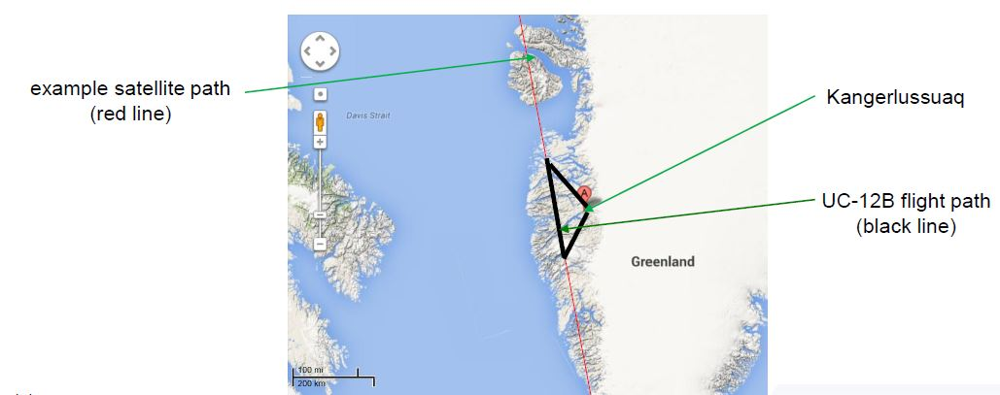 example satellite path
(red line)
Davis Strait
Kangerlussuaq
A
UC-12B flight path
(black line)
Greenland
100 mi
200 km